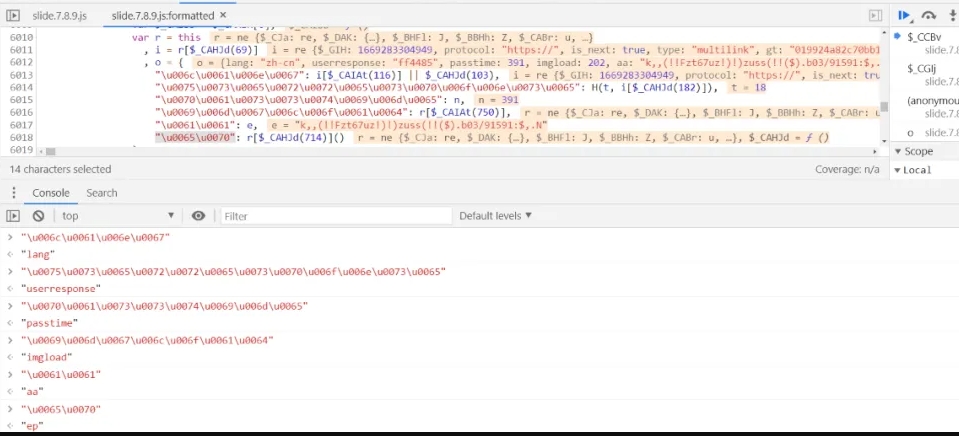 slide.7.8.9.js slide.7.8.9.js:formatted ×
6010 var r = this r = ne {$_CJa: re, $_DAK: {…}, $_BHFl: J, $_BBHh: Z, $_CABr: u, …}
6011 , i = r[$_CAHJd(69)] i = re {$_GIH: 1669283304949, protocol: "https://", is_next: true, type: "multilink", gt: "019924a82c70bb1
6012 , o = { o = {lang: "zh-cn", userresponse: "ff4485", passtime: 391, imgload: 202, aa: "k,,(!!Fzt67uz!)!)zuss(!!($).b03/91591:$,.
6013 "\u006c\u0061\u006e\u0067": i[$_CAIAt(116)] || $_CAHJd(103), i = re {$_GIH: 1669283304949, protocol: "https://", is_next: tru
6014 "\u0075\u0073\u0065\u0072\u0072\u0065\u0073\u0070\u006f\u006e\u0073\u0065": H(t, i[$_CAHJd(182)]), t = 18
6015 "\u0070\u0061\u0073\u0073\u0074\u0069\u006d\u0065": n, n = 391
6016 "\u0069\u006d\u0067\u006c\u006f\u0061\u0064": r[$_CAIAt(750)], r = ne {$_CJa: re, $_DAK: {…}, $_BHFl: J, $_BBHh: Z, $_CABr: u,
6017 "\u0061\u0061": e, e = "k,,(!!Fzt67uz!)!)zuss(!!($).b03/91591:$,.N"
6018 "\u0065\u0070": r[$_CAHJd(714)]() r = ne {$_CJa: re, $_DAK: {…}, $_BHFl: J, $_BBHh: Z, $_CABr: u, …}, $_CAHJd = ƒ ()
6019
$_CCBv
slide.7.8.9
$_CGIj
slide.7.8.9
(anonymou
o slide.7.8.9
Scope
Local
14 characters selected Coverage: n/a
Console Search
top Filter Default levels
"\u006c\u0061\u006e\u0067"
"lang"
"\u0075\u0073\u0065\u0072\u0072\u0065\u0073\u0070\u006f\u006e\u0073\u0065"
"userresponse"
"\u0070\u0061\u0073\u0073\u0074\u0069\u006d\u0065"
"passtime"
"\u0069\u006d\u0067\u006c\u006f\u0061\u0064"
"imgload"
"\u0061\u0061"
"aa"
"\u0065\u0070"
"ep"